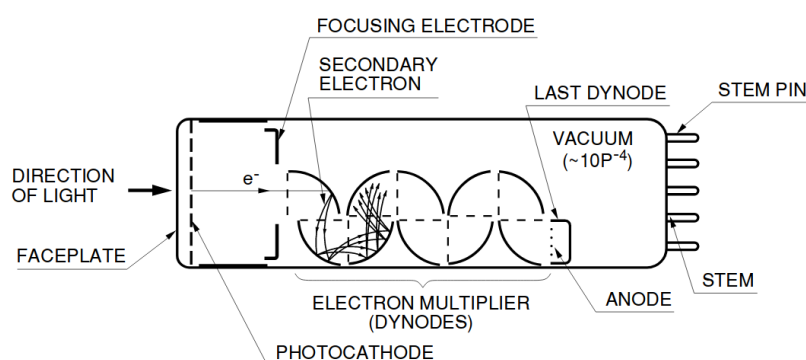 FOCUSING ELECTRODE
SECONDARY
ELECTRON
LAST DYNODE
STEM PIN
VACUUM
(~10P⁻⁴)
DIRECTION
OF LIGHT
e⁻
FACEPLATE
STEM
ELECTRON MULTIPLIER
(DYNODES)
ANODE
PHOTOCATHODE